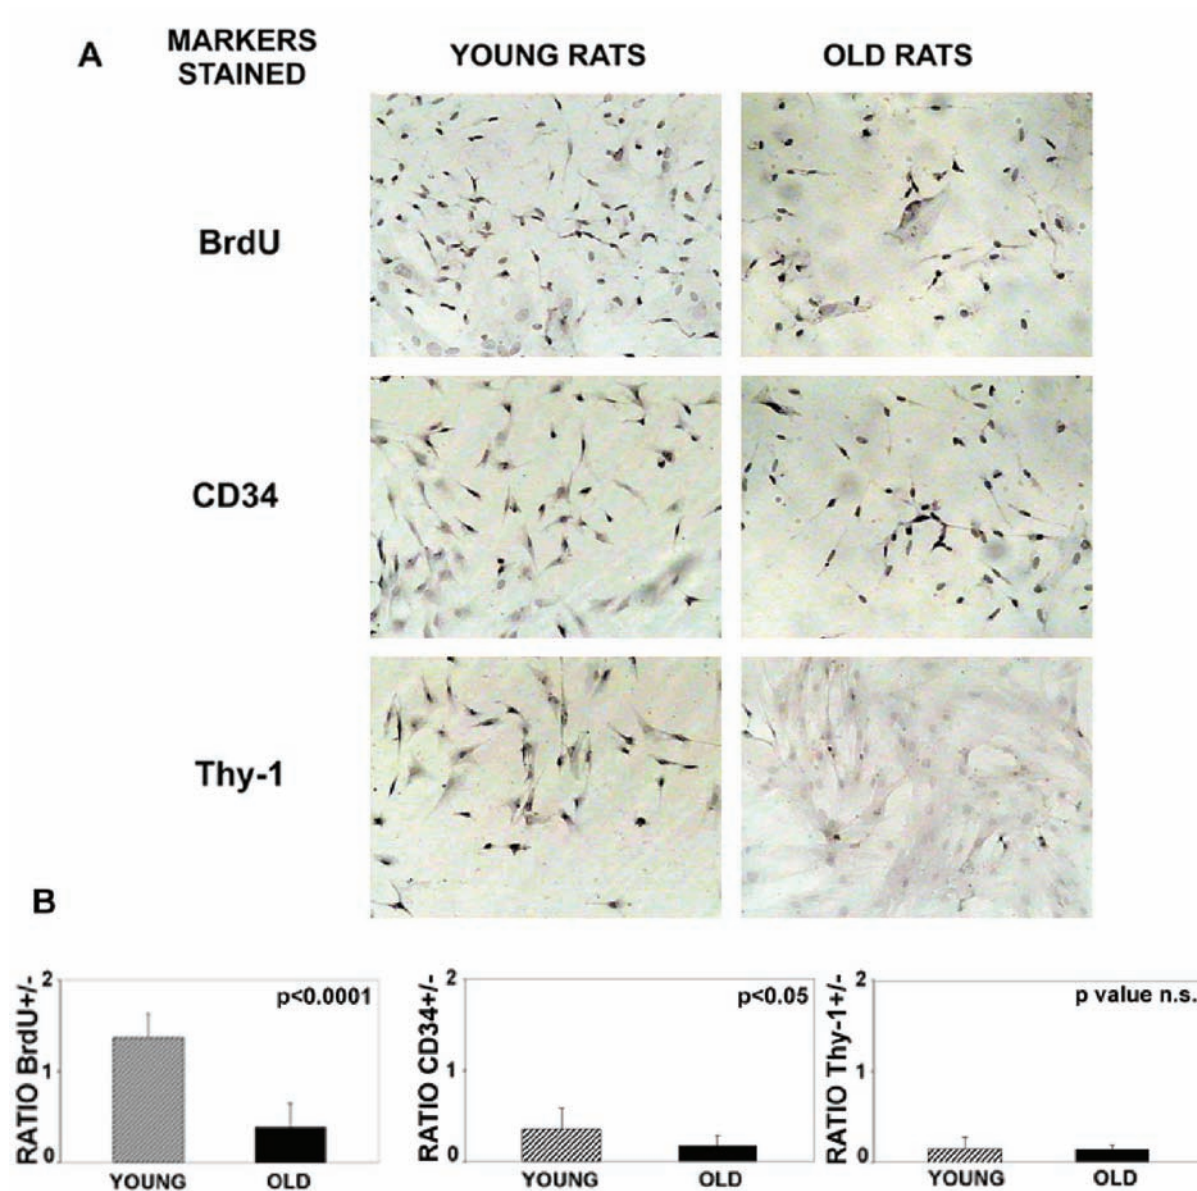 A
MARKERS
STAINED
YOUNG RATS
OLD RATS
BrdU
CD34
Thy-1
B
RATIO BrdU+/-
2
1
0
p<0.0001
YOUNG
OLD
RATIO CD34+/-
2
1
0
p<0.05
YOUNG
OLD
RATIO Thy-1+/-
2
1
0
p value n.s.
YOUNG
OLD